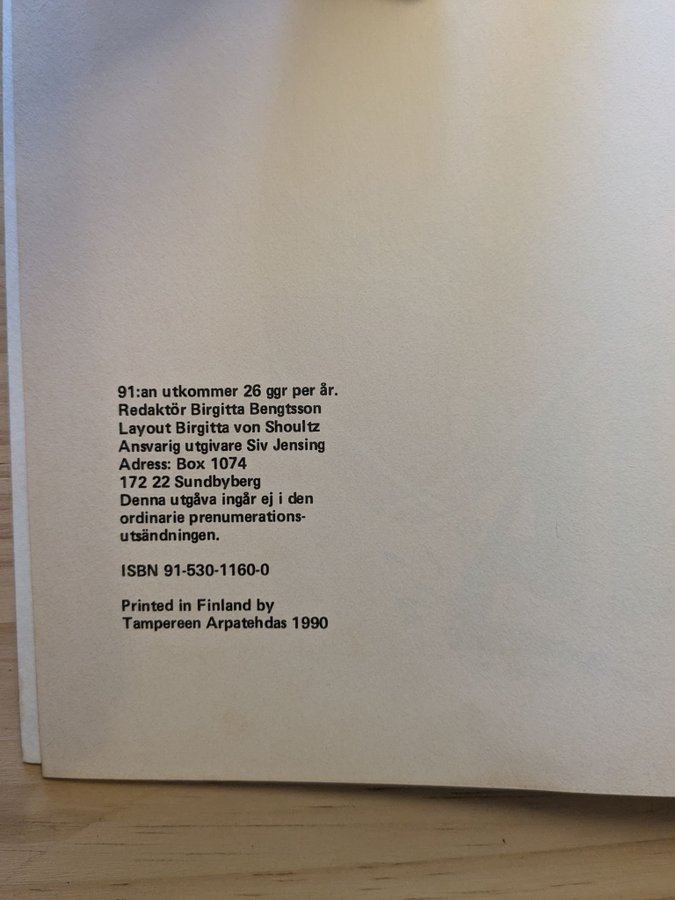 91:an utkommer 26 ggr per år.
Redaktör Birgitta Bengtsson
Layout Birgitta von Shoultz
Ansvarig utgivare Siv Jensing
Adress: Box 1074
172 22 Sundbyberg
Denna utgåva ingår ej i den
ordinarie prenumerations-
utsändningen.
ISBN 91-530-1160-0
Printed in Finland by
Tampereen Arpatehdas 1990